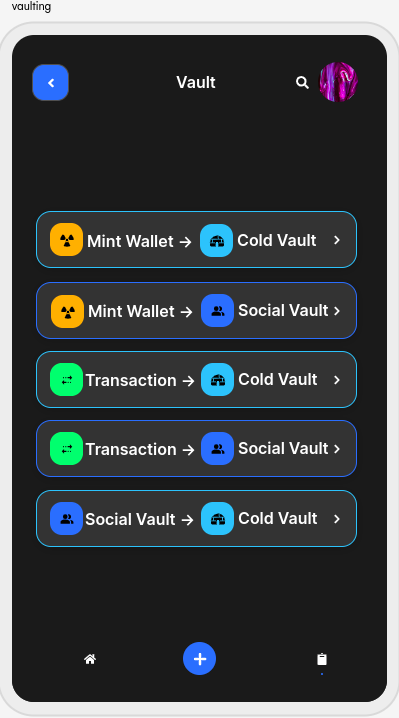 vaulting
Vault
Mint Wallet → Cold Vault
Mint Wallet → Social Vault
Transaction → Cold Vault
Transaction → Social Vault
Social Vault → Cold Vault